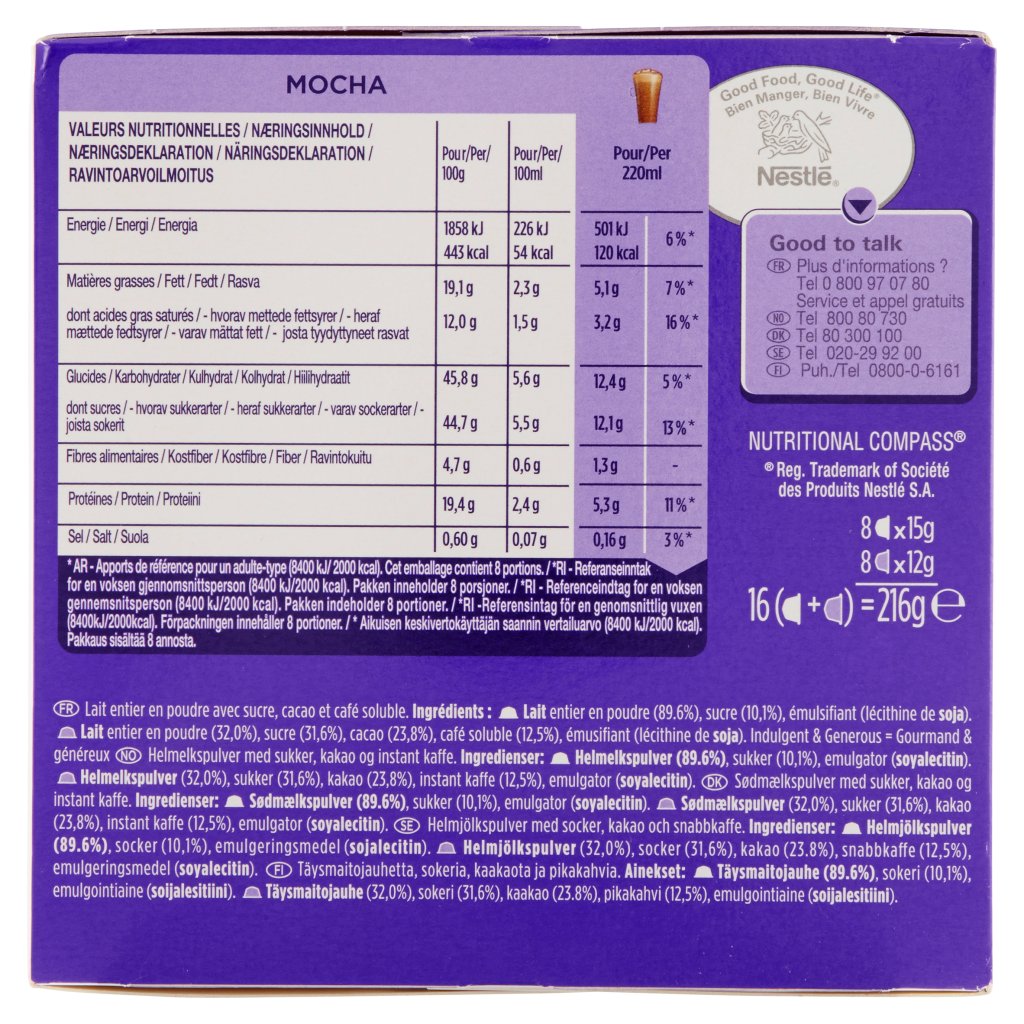 MOCHA
VALEURS NUTRITIONNELLES / NÆRINGSINNHOLD /
NÆRINGSDEKLARATION / NÄRINGSDEKLARATION /
RAVINTOARVOILMOITUS
Pour/Per/
100g
Pour/Per/
100ml
Pour/Per
220ml
Energie / Energi / Energia
1858 kJ 226 kJ 501 kJ
443 kcal 54 kcal 120 kcal
6%*
Matières grasses / Fett / Fedt / Rasva
19,1 g 2,3 g 5,1 g 7%*
dont acides gras saturés / - hvorav mettede fettsyrer / - heraf
mættede fedtsyrer / - varav mättat fett / - josta tyydyttyneet rasvat
12,0 g 1,5 g 3,2 g 16%*
Glucides / Karbohydrater / Kulhydrat / Kolhydrat / Hiilihydraatit
45,8 g 5,6 g 12,4 g 5%*
dont sucres / - hvorav sukkerarter / - heraf sukkerarter / - varav sockerarter / -
joista sokerit
44,7 g 5,5 g 12,1 g 13%*
Fibres alimentaires / Kostfiber / Kostfibre / Fiber / Ravintokuitu
4,7 g 0,6 g 1,3 g -
Protéines / Protein / Proteiini
19,4 g 2,4 g 5,3 g 11%*
Sel / Salt / Suola
0,60 g 0,07 g 0,16 g 3%*
* AR - Apports de référence pour un adulte-type (8400 kJ/ 2000 kcal). Cet emballage contient 8 portions. / *RI - Referanseinntak
for en voksen gjennomsnittsperson (8400 kJ/2000 kcal). Pakken inneholder 8 porsjoner. / *RI - Referenceindtag for en voksen
gennemsnitsperson (8400 kJ/2000 kcal). Pakken indeholder 8 portioner. / *RI -Referensintag för en genomsnittlig vuxen
(8400kJ/2000kcal). Förpackningen innehåller 8 portioner. / * Aikuisen keskivertokäyttäjän saannin vertailuarvo (8400 kJ/2000 kcal).
Pakkaus sisältää 8 annosta.
Good Food, Good Life®
Bien Manger, Bien Vivre
Nestlé®
Good to talk
FR Plus d'informations ?
Tel 0 800 97 07 80
Service et appel gratuits
NO Tel 800 80 730
DK Tel 80 300 100
SE Tel 020-29 92 00
FI Puh./Tel 0800-0-6161
NUTRITIONAL COMPASS®
® Reg. Trademark of Société
des Produits Nestlé S.A.
8 x15g
8 x12g
16 ( + ) =216g ℮
FR Lait entier en poudre avec sucre, cacao et café soluble. Ingrédients : Lait entier en poudre (89.6%), sucre (10,1%), émulsifiant (lécithine de soja).
Lait entier en poudre (32,0%), sucre (31,6%), cacao (23,8%), café soluble (12,5%), émusifiant (lécithine de soja). Indulgent & Generous = Gourmand &
généreux NO Helmelkspulver med sukker, kakao og instant kaffe. Ingredienser: Helmelkspulver (89.6%), sukker (10,1%), emulgator (soyalecitin).
Helmelkspulver (32,0%), sukker (31,6%), kakao (23,8%), instant kaffe (12,5%), emulgator (soyalecitin). DK Sødmælkspulver med sukker, kakao og
instant kaffe. Ingredienser: Sødmælkspulver (89.6%), sukker (10,1%), emulgator (soyalecitin). Sødmælkspulver (32,0%), sukker (31,6%), kakao
(23,8%), instant kaffe (12,5%), emulgator (soyalecitin). SE Helmjölkspulver med socker, kakao och snabbkaffe. Ingredienser: Helmjölkspulver
(89.6%), socker (10,1%), emulgeringsmedel (sojalecitin). Helmjölkspulver (32,0%), socker (31,6%), kakao (23.8%), snabbkaffe (12,5%),
emulgeringsmedel (soyalecitin). FI Täysmaitojauhetta, sokeria, kaakaota ja pikakahvia. Ainekset: Täysmaitojauhe (89.6%), sokeri (10,1%),
emulgointiaine (soijalesitiini). Täysmaitojauhe (32,0%), sokeri (31,6%), kaakao (23.8%), pikakahvi (12,5%), emulgointiaine (soijalesitiini).